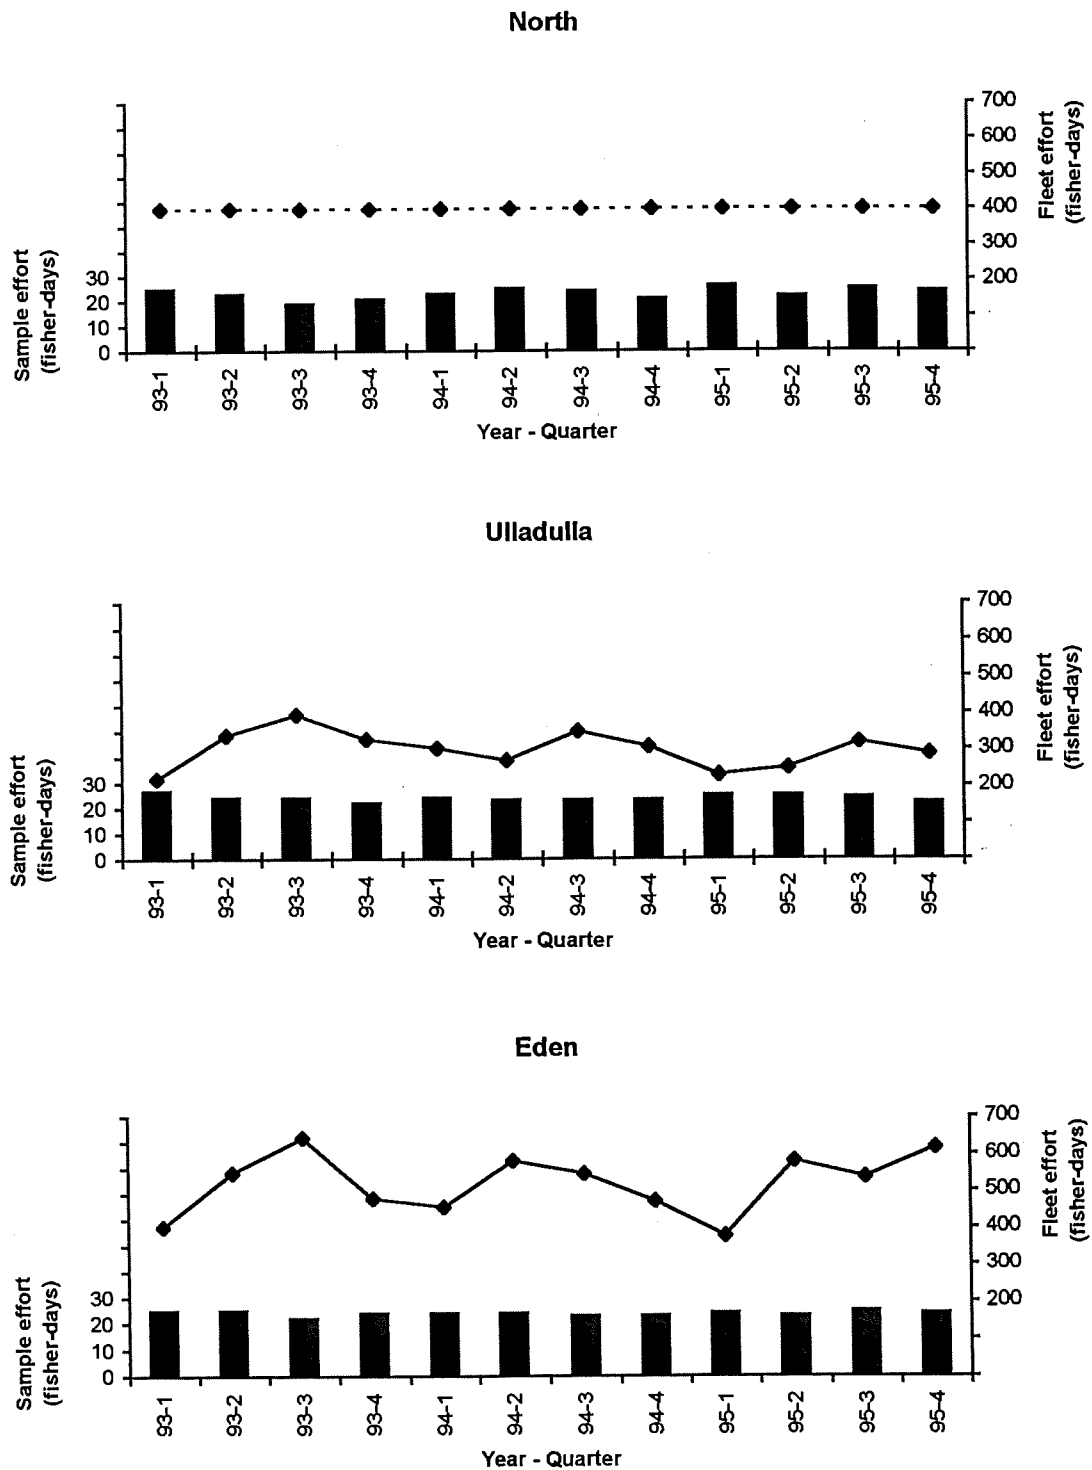 North
700
600
500
400
300
200
Fleet effort
(fisher-days)
Sample effort
(fisher-days)
30
20
10
0
93-1 93-2 93-3 93-4 94-1 94-2 94-3 94-4 95-1 95-2 95-3 95-4
Year - Quarter
Ulladulla
700
600
500
400
300
200
Fleet effort
(fisher-days)
Sample effort
(fisher-days)
30
20
10
0
93-1 93-2 93-3 93-4 94-1 94-2 94-3 94-4 95-1 95-2 95-3 95-4
Year - Quarter
Eden
700
600
500
400
300
200
Fleet effort
(fisher-days)
Sample effort
(fisher-days)
30
20
10
0
93-1 93-2 93-3 93-4 94-1 94-2 94-3 94-4 95-1 95-2 95-3 95-4
Year - Quarter